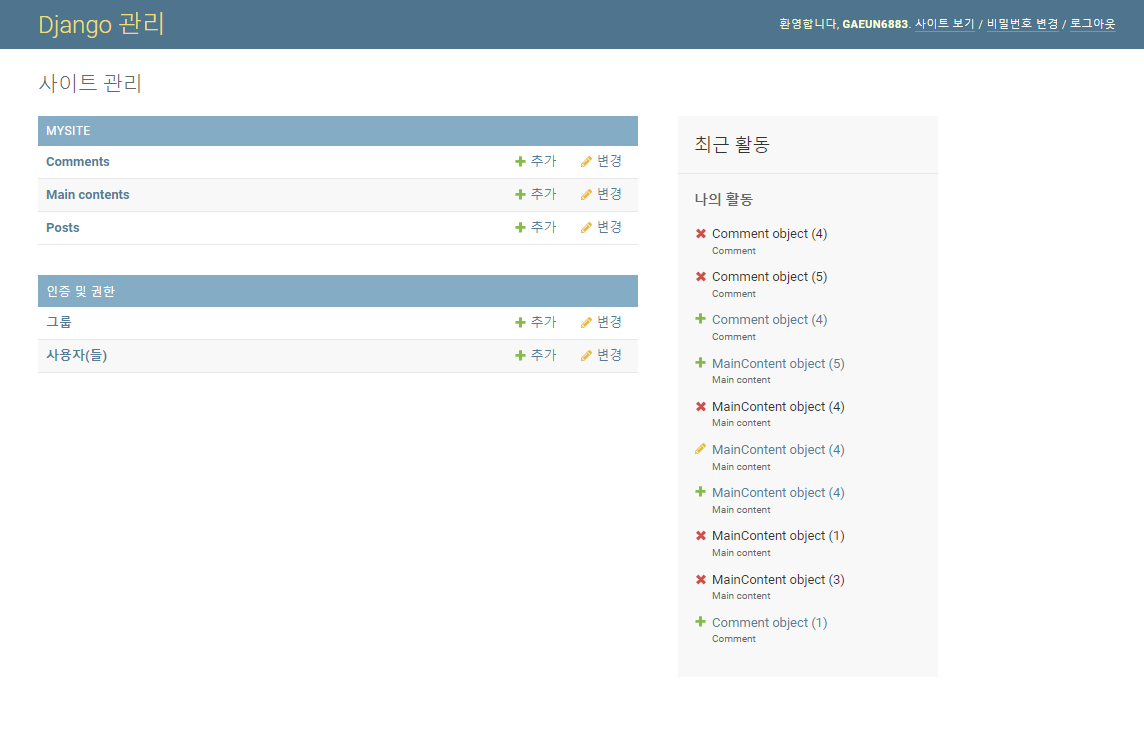 Django 관리
환영합니다, GAEUN6883. 사이트 보기 / 비밀번호 변경 / 로그아웃
사이트 관리
MYSITE
Comments 추가 변경
Main contents 추가 변경
Posts 추가 변경
인증 및 권한
그룹 추가 변경
사용자(들) 추가 변경
최근 활동
나의 활동
Comment object (4)
Comment
Comment object (5)
Comment
Comment object (4)
Comment
MainContent object (5)
Main content
MainContent object (4)
Main content
MainContent object (4)
Main content
MainContent object (4)
Main content
MainContent object (1)
Main content
MainContent object (3)
Main content
Comment object (1)
Comment